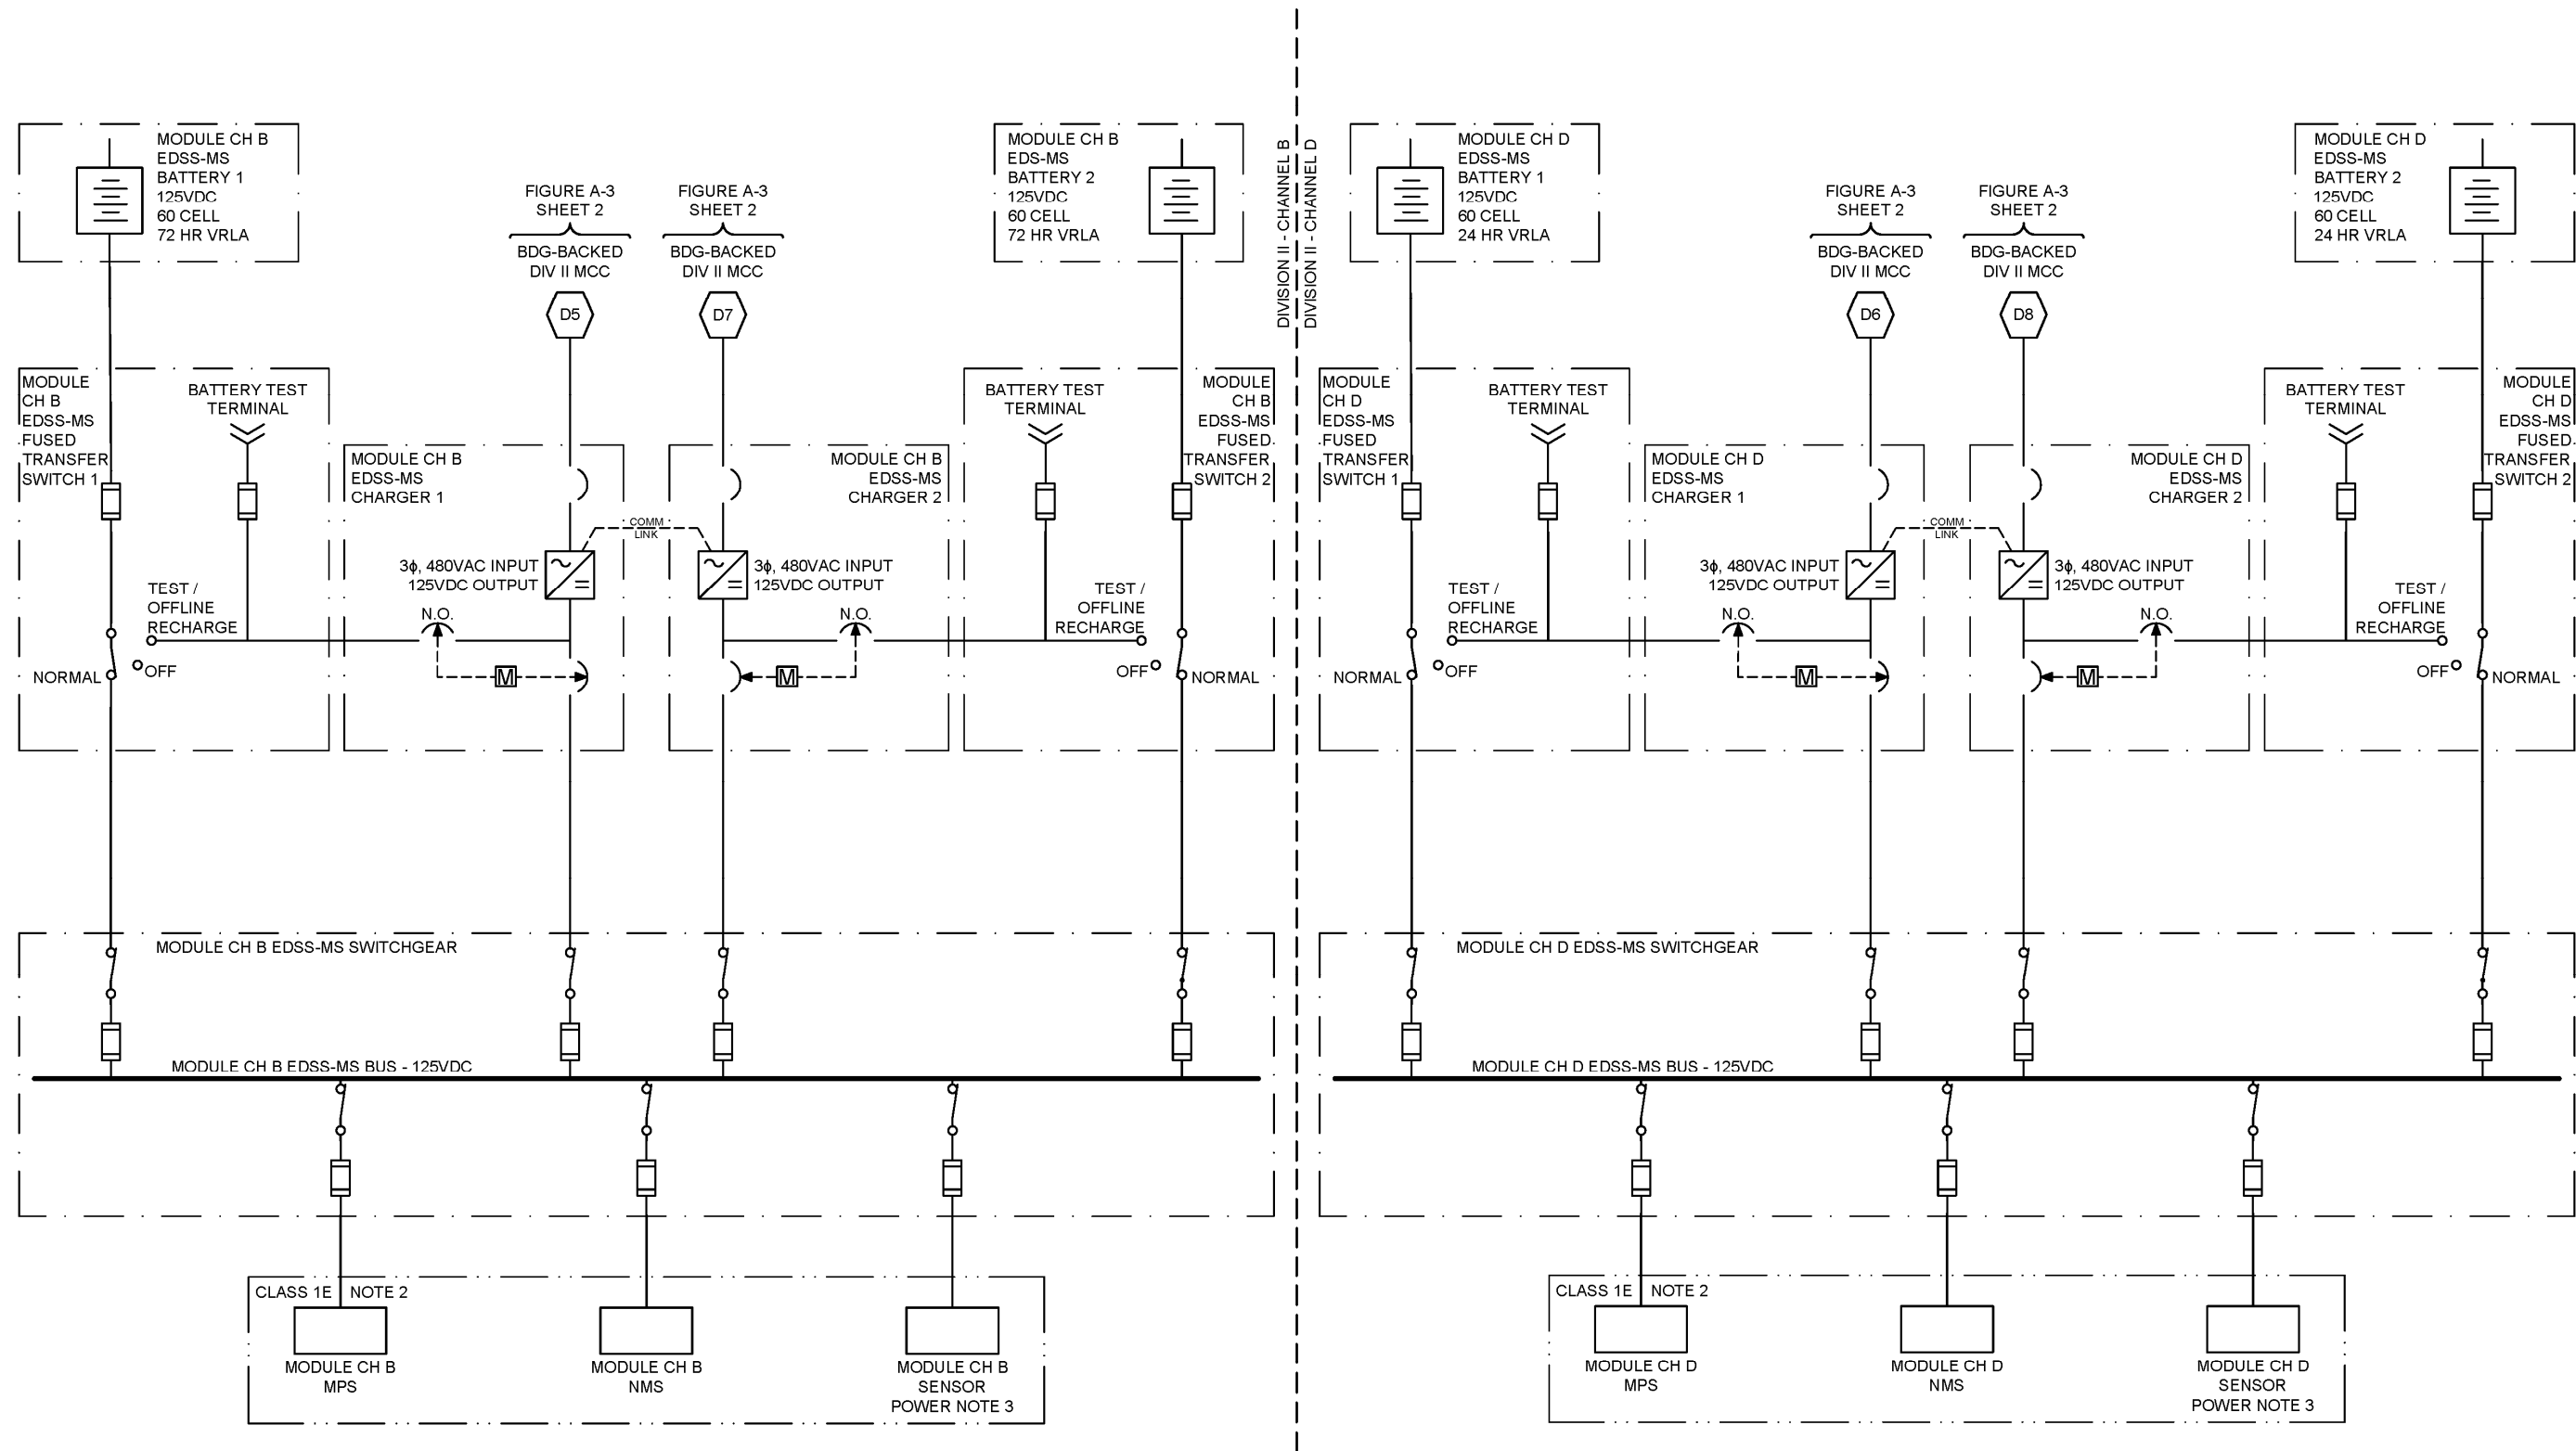 MODULE CH B
EDSS-MS
BATTERY 1
125VDC
60 CELL
72 HR VRLA
FIGURE A-3
SHEET 2
BDG-BACKED
DIV II MCC
D5
FIGURE A-3
SHEET 2
BDG-BACKED
DIV II MCC
D7
MODULE CH B
EDS-MS
BATTERY 2
125VDC
60 CELL
72 HR VRLA
DIVISION II - CHANNEL B
DIVISION II - CHANNEL D
MODULE CH D
EDSS-MS
BATTERY 1
125VDC
60 CELL
24 HR VRLA
FIGURE A-3
SHEET 2
BDG-BACKED
DIV II MCC
D6
FIGURE A-3
SHEET 2
BDG-BACKED
DIV II MCC
D8
MODULE CH D
EDSS-MS
BATTERY 2
125VDC
60 CELL
24 HR VRLA
MODULE
CH B
EDSS-MS
FUSED
TRANSFER
SWITCH 1
BATTERY TEST
TERMINAL
MODULE CH B
EDSS-MS
CHARGER 1
MODULE CH B
EDSS-MS
CHARGER 2
BATTERY TEST
TERMINAL
MODULE
CH B
EDSS-MS
FUSED
TRANSFER
SWITCH 2
MODULE
CH D
EDSS-MS
FUSED
TRANSFER
SWITCH 1
BATTERY TEST
TERMINAL
MODULE CH D
EDSS-MS
CHARGER 1
MODULE CH D
EDSS-MS
CHARGER 2
BATTERY TEST
TERMINAL
MODULE
CH D
EDSS-MS
FUSED
TRANSFER
SWITCH 2
COMM
LINK
COMM
LINK
3ϕ, 480VAC INPUT
125VDC OUTPUT
3ϕ, 480VAC INPUT
125VDC OUTPUT
3ϕ, 480VAC INPUT
125VDC OUTPUT
3ϕ, 480VAC INPUT
125VDC OUTPUT
TEST /
OFFLINE
RECHARGE
OFF
NORMAL
N.O.
M
N.O.
M
TEST /
OFFLINE
RECHARGE
OFF
NORMAL
TEST /
OFFLINE
RECHARGE
OFF
NORMAL
N.O.
M
N.O.
M
TEST /
OFFLINE
RECHARGE
OFF
NORMAL
MODULE CH B EDSS-MS SWITCHGEAR
MODULE CH D EDSS-MS SWITCHGEAR
MODULE CH B EDSS-MS BUS - 125VDC
MODULE CH D EDSS-MS BUS - 125VDC
CLASS 1E NOTE 2
MODULE CH B
MPS
MODULE CH B
NMS
MODULE CH B
SENSOR
POWER NOTE 3
CLASS 1E NOTE 2
MODULE CH D
MPS
MODULE CH D
NMS
MODULE CH D
SENSOR
POWER NOTE 3